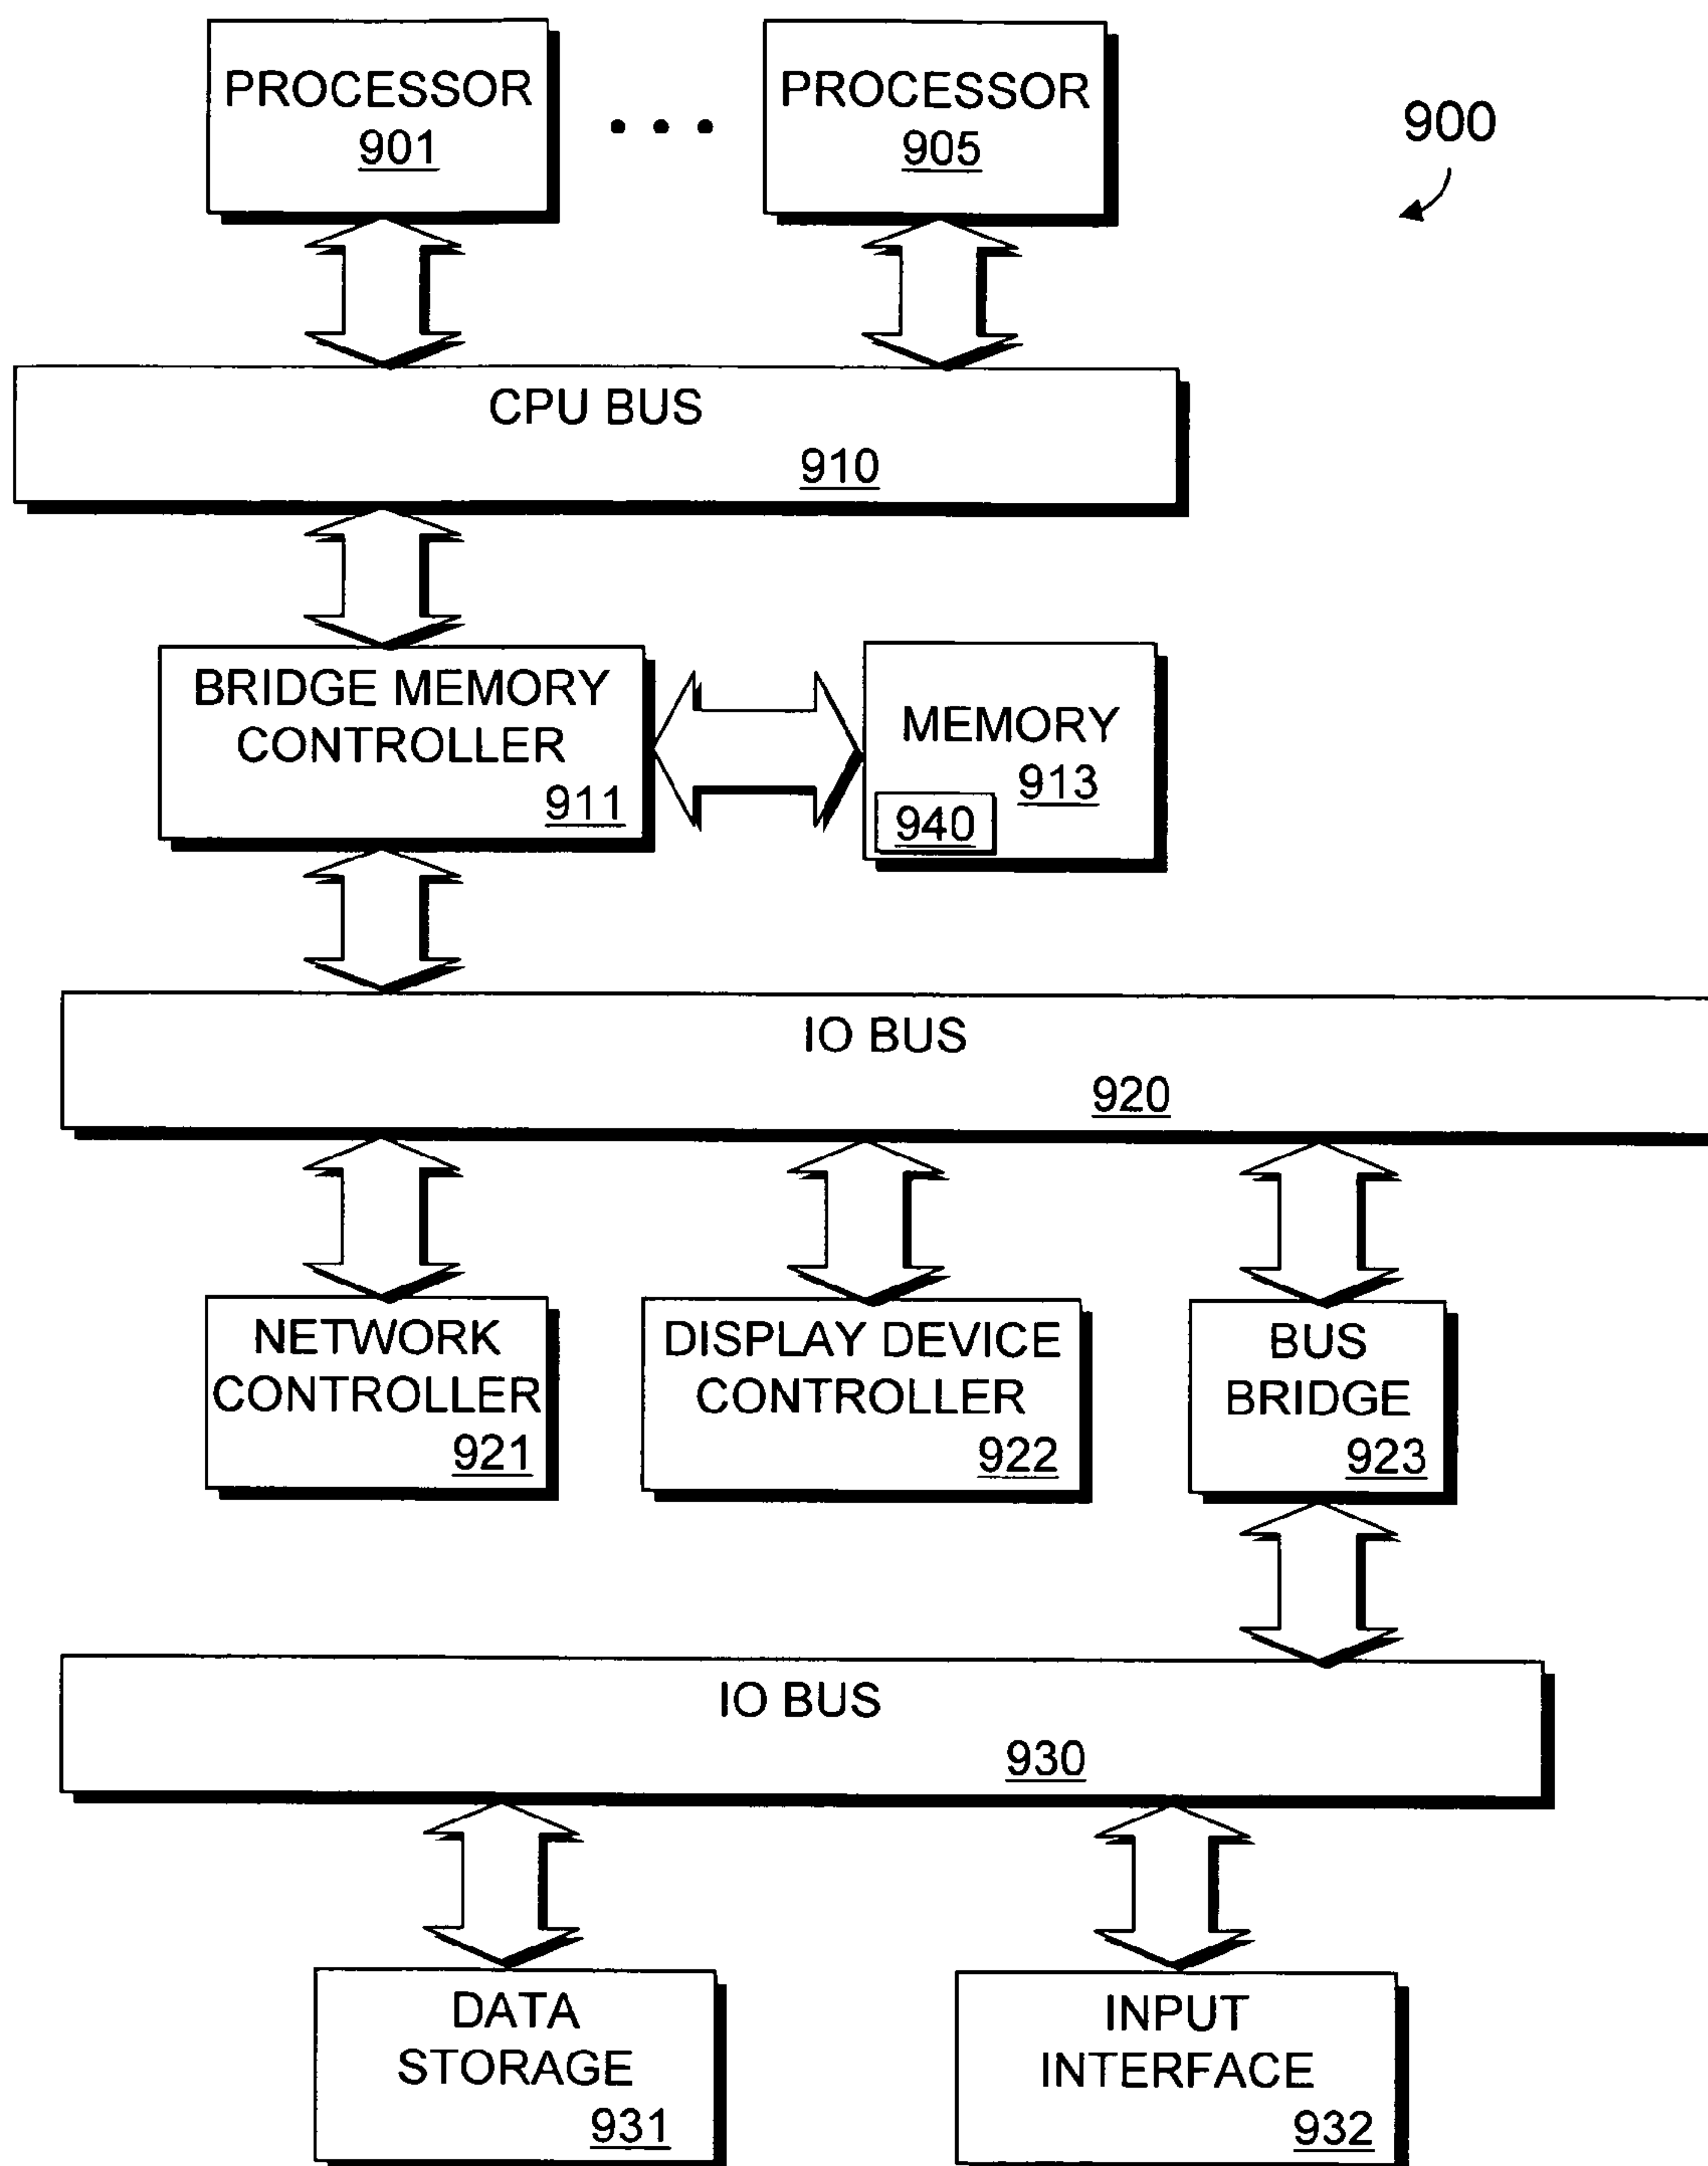 PROCESSOR
901
• • •
PROCESSOR
905
900
CPU BUS
910
BRIDGE MEMORY
CONTROLLER
911
MEMORY
913
940
IO BUS
920
NETWORK
CONTROLLER
921
DISPLAY DEVICE
CONTROLLER
922
BUS
BRIDGE
923
IO BUS
930
DATA
STORAGE
931
INPUT
INTERFACE
932